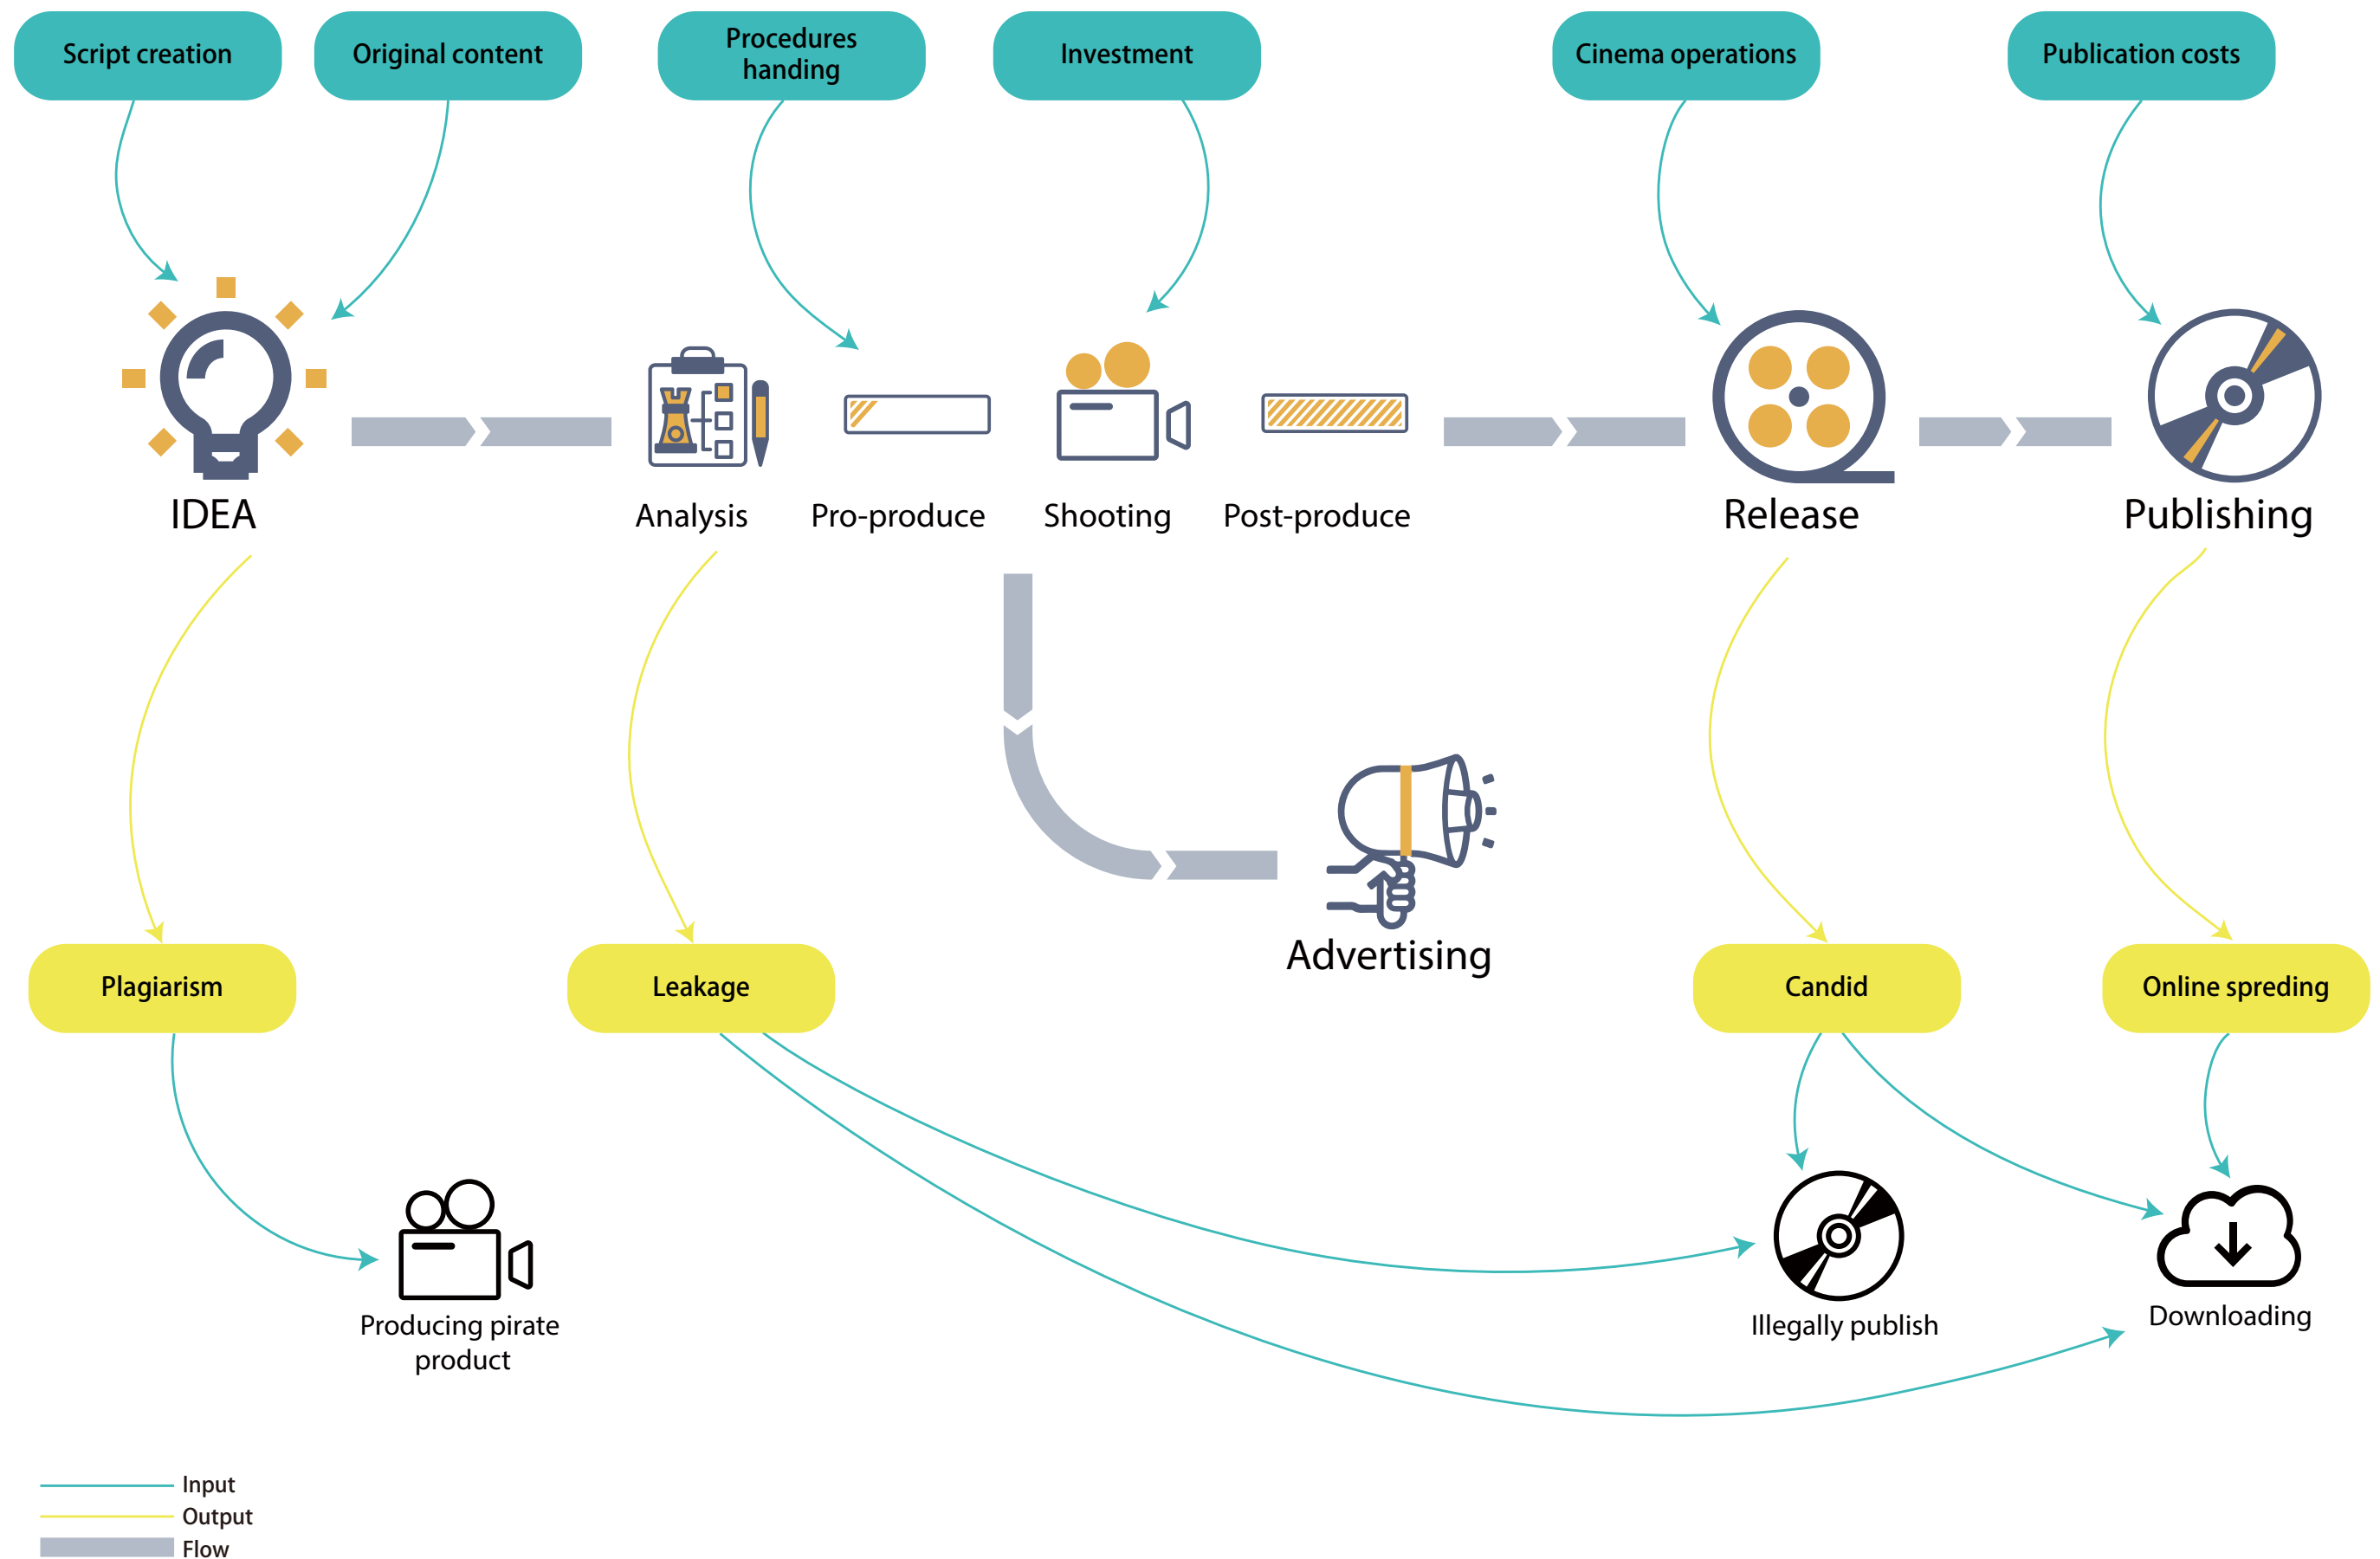 Script creation
Original content
Procedures
handing
Investment
Cinema operations
Publication costs
IDEA
Analysis
Pro-produce
Shooting
Post-produce
Release
Publishing
Advertising
Plagiarism
Leakage
Candid
Online spreding
Producing pirate
product
Illegally publish
Downloading
Input
Output
Flow